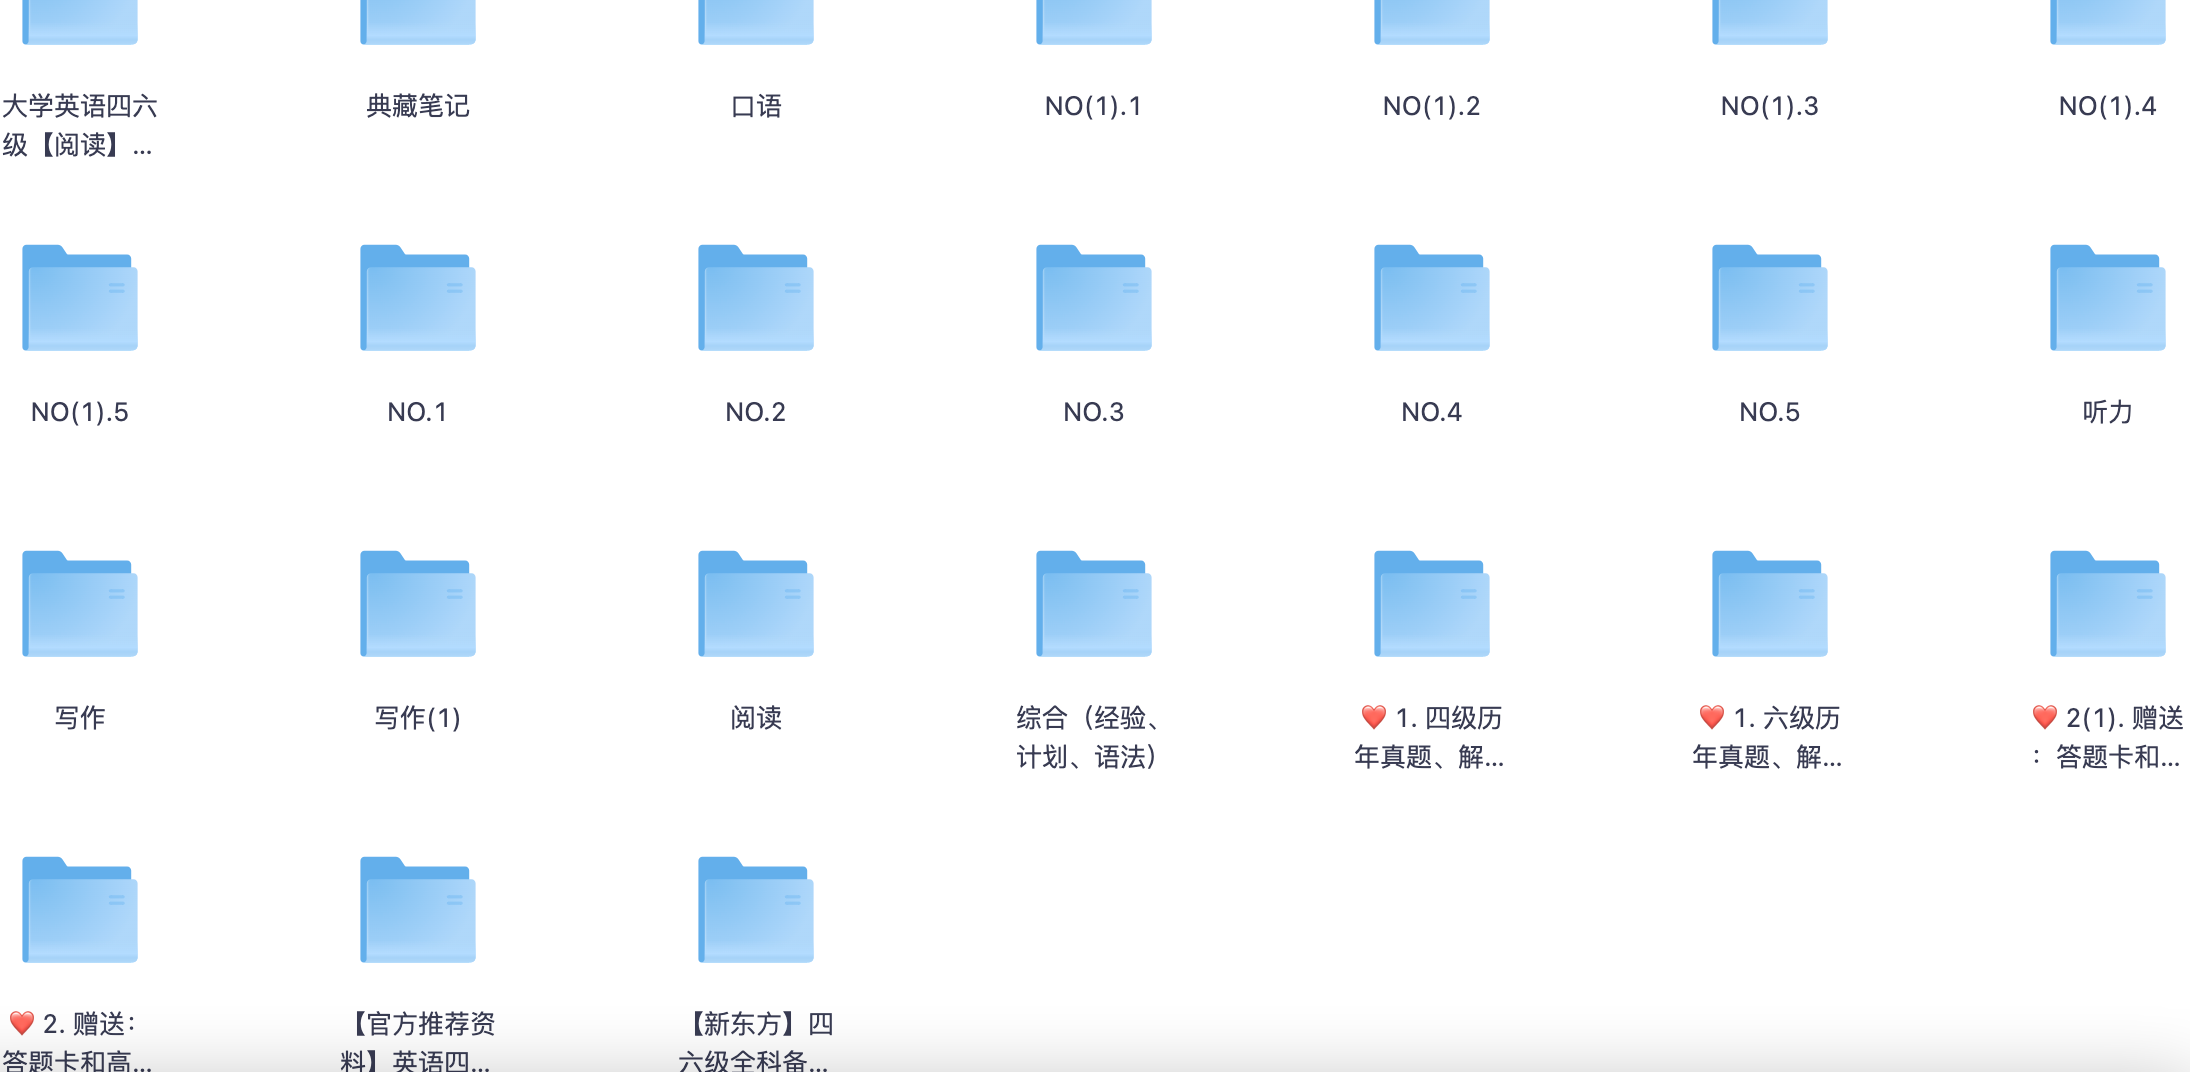 大学英语四六
级【阅读】...
典藏笔记
口语
NO(1).1
NO(1).2
NO(1).3
NO(1).4
NO(1).5
NO.1
NO.2
NO.3
NO.4
NO.5
听力
写作
写作(1)
阅读
综合（经验、
计划、语法）
❤️ 1. 四级历
年真题、解...
❤️ 1. 六级历
年真题、解...
❤️ 2(1). 赠送
：答题卡和...
❤️ 2. 赠送：
答题卡和高...
【官方推荐资
料】英语四...
【新东方】四
六级全科备...